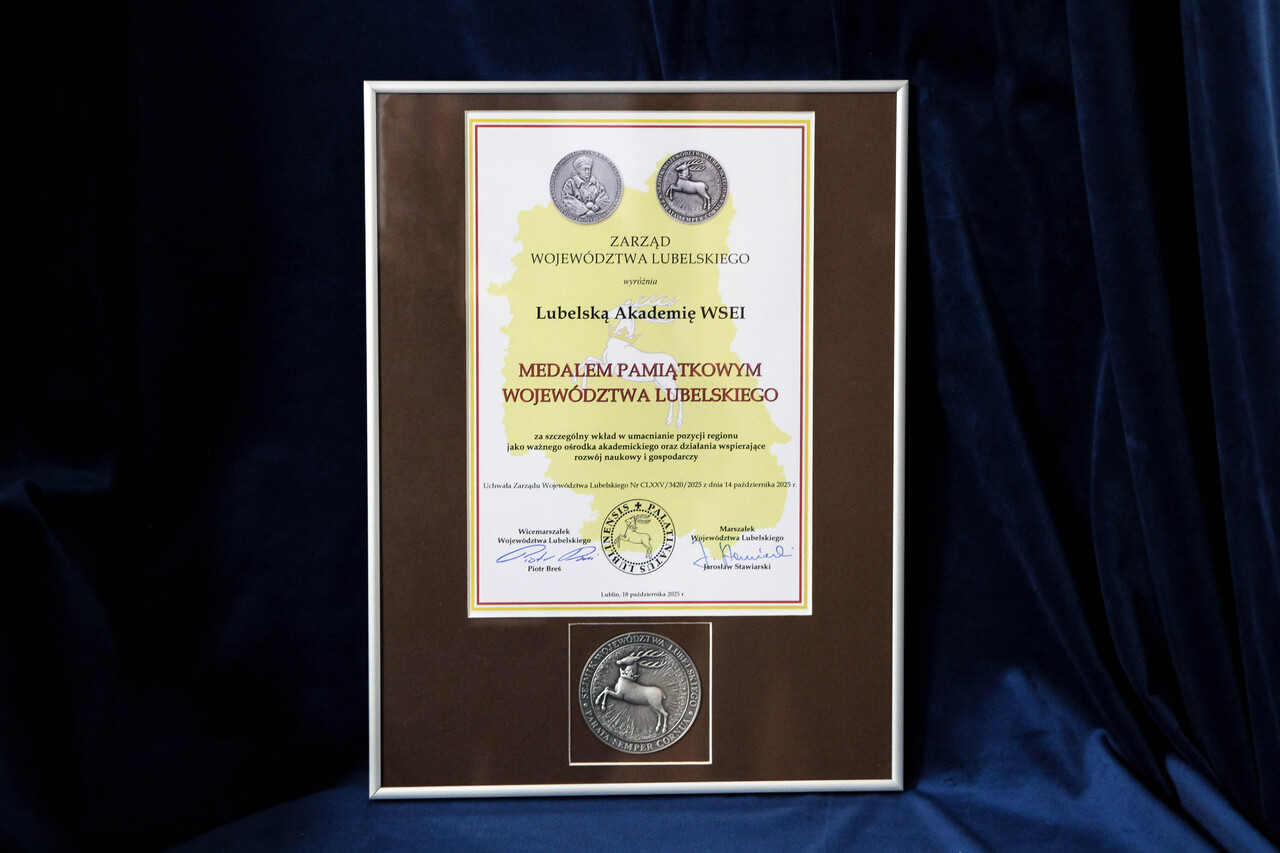 ZARZĄD
WOJEWÓDZTWA LUBELSKIEGO
wyróżnia
Lubelską Akademię WSEI
MEDALEM PAMIĄTKOWYM
WOJEWÓDZTWA LUBELSKIEGO
za szczególny wkład w umacnianie pozycji regionu
jako ważnego ośrodka akademickiego oraz działania wspierające
rozwój naukowy i gospodarczy
Uchwała Zarządu Województwa Lubelskiego Nr CLXXV/3420/2025 z dnia 14 października 2025 r.
Wicemarszałek
Województwa Lubelskiego
Piotr Breś
PALATINATUS LUBLINENSIS
Marszałek
Województwa Lubelskiego
Jarosław Stawiarski
Lublin, 18 października 2025 r.
SEJMIK WOJEWÓDZTWA LUBELSKIEGO
PARATA SEMPER CORNUA